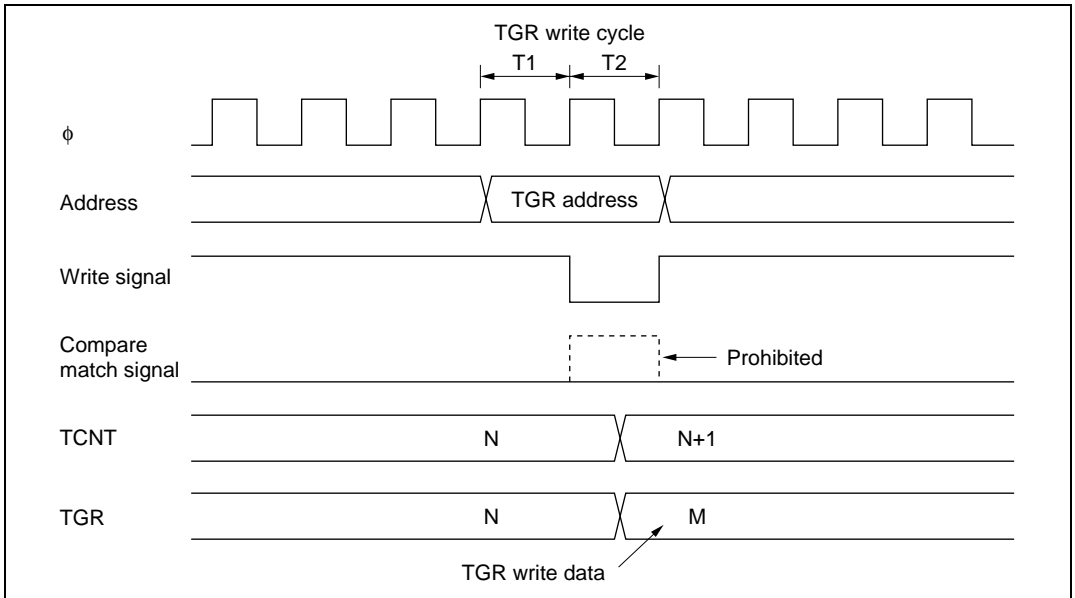 TGR write cycle
T1 T2
ϕ
Address TGR address
Write signal
Compare
match signal Prohibited
TCNT N N+1
TGR N M
TGR write data